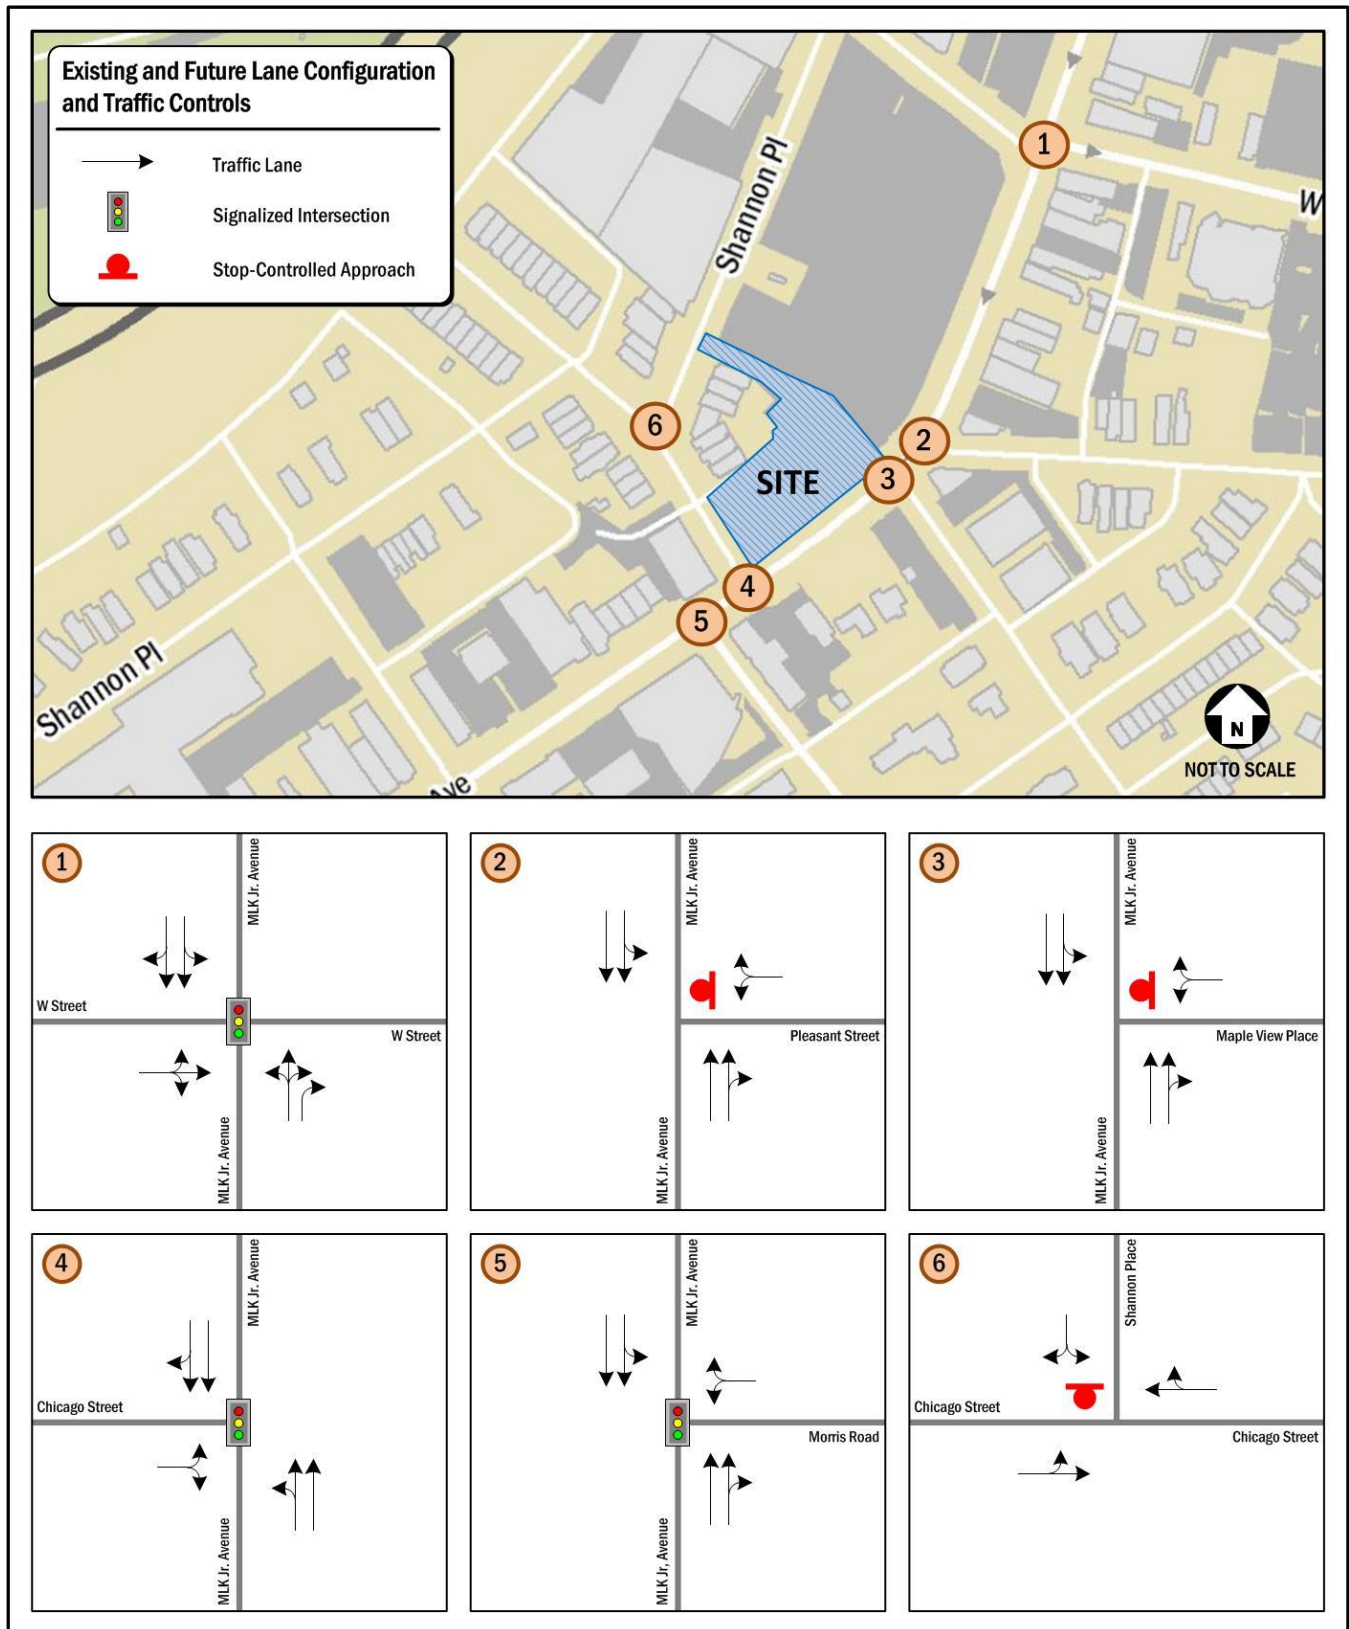 Existing and Future Lane Configuration
and Traffic Controls
Traffic Lane
Signalized Intersection
Stop-Controlled Approach
Shannon Pl
1
W
6
2
3
SITE
4
5
Shannon Pl
Ave
N
NOT TO SCALE
1
MLK Jr. Avenue
W Street
W Street
MLK Jr. Avenue
2
MLK Jr. Avenue
Pleasant Street
MLK Jr. Avenue
3
MLK Jr. Avenue
Maple View Place
MLK Jr. Avenue
4
MLK Jr. Avenue
Chicago Street
MLK Jr. Avenue
5
MLK Jr. Avenue
Morris Road
MLK Jr, Avenue
6
Shannon Place
Chicago Street
Chicago Street